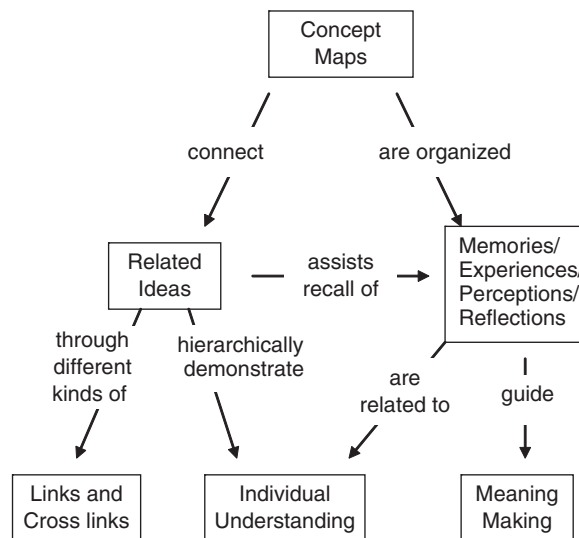 Concept
Maps
connect
are organized
Related
Ideas
assists
recall of
Memories/
Experiences/
Perceptions/
Reflections
through
different
kinds of
hierarchically
demonstrate
are
related to
guide
Links and
Cross links
Individual
Understanding
Meaning
Making